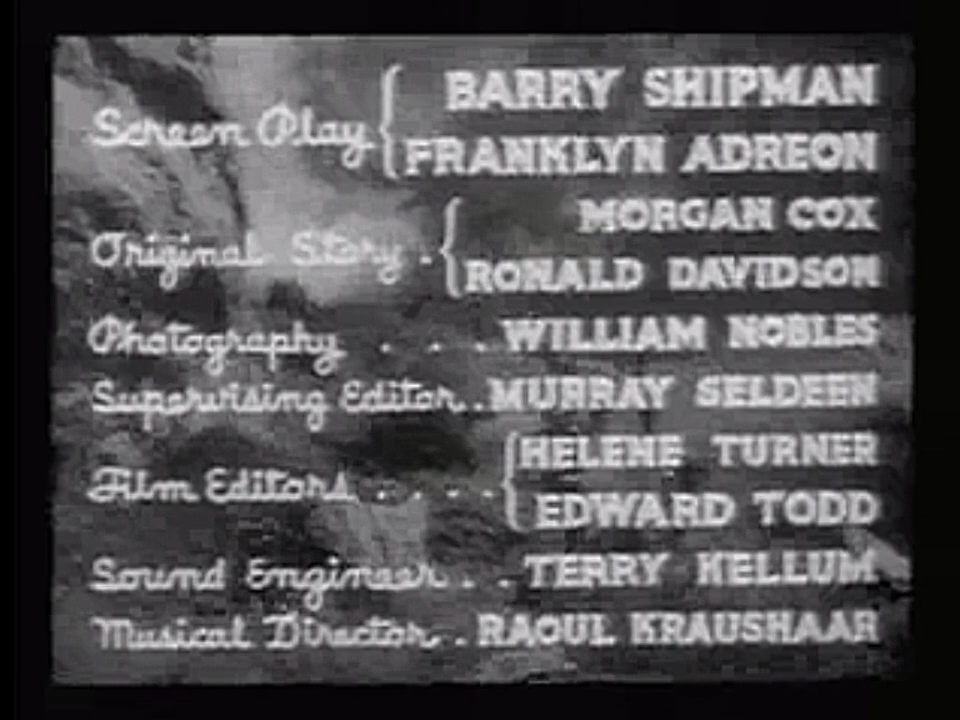 Screen Play { BARRY SHIPMAN
FRANKLYN ADREON
Original Story . { MORGAN COX
RONALD DAVIDSON
Photography . . . WILLIAM NOBLES
Supervising Editor . MURRAY SELDEEN
Film Editors . . . . { HELENE TURNER
EDWARD TODD
Sound Engineer . . TERRY KELLUM
Musical Director . RAOUL KRAUSHAAR